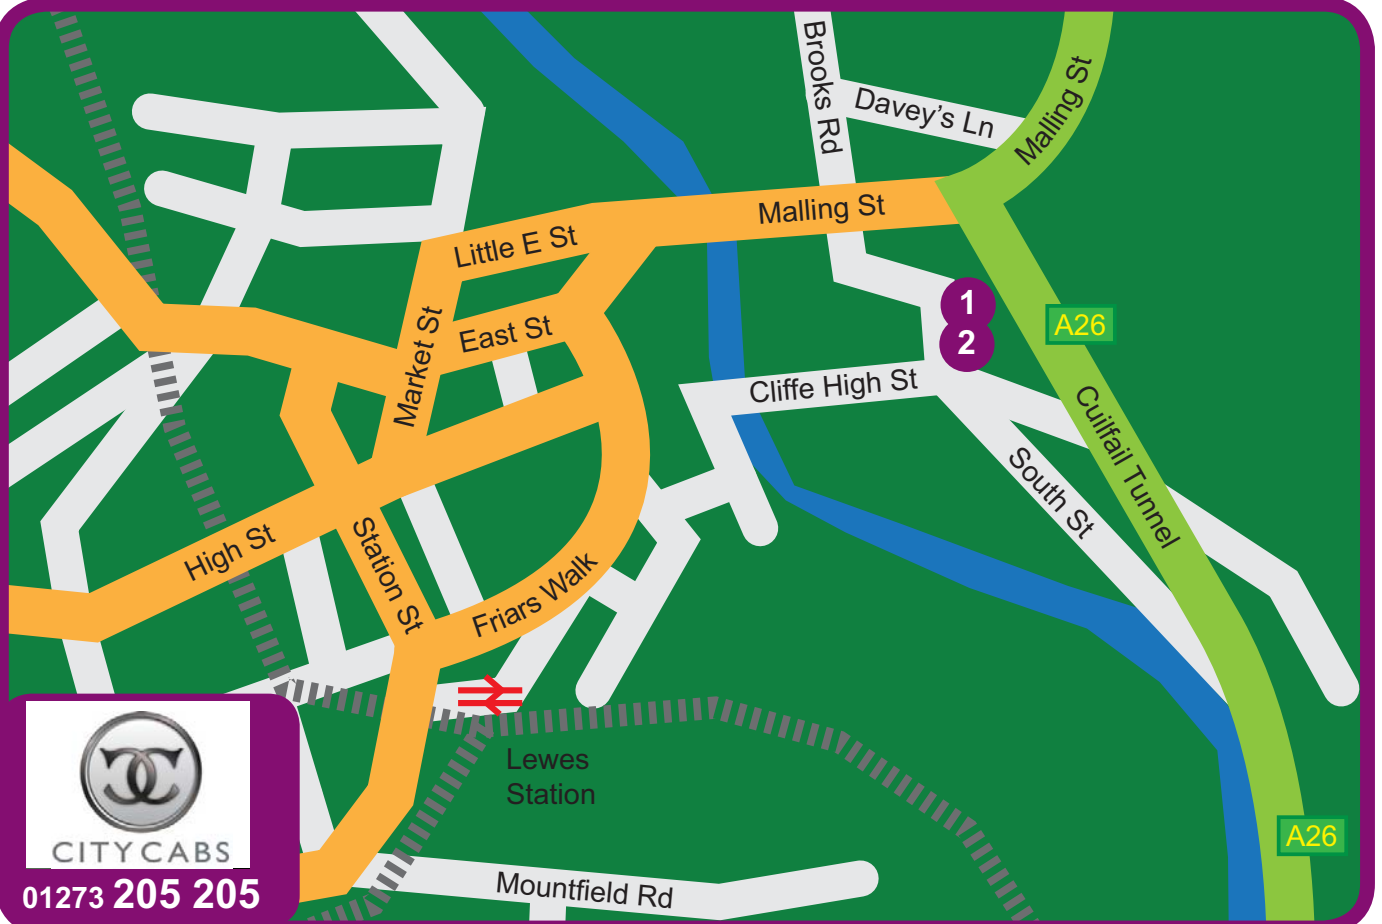 Brooks Rd
Davey's Ln
Malling St
Malling St
Little E St
1
2
A26
East St
Market St
Cliffe High St
Cuilfail Tunnel
South St
High St
Station St
Friars Walk
Lewes
Station
A26
CITY CABS
01273 205 205
Mountfield Rd